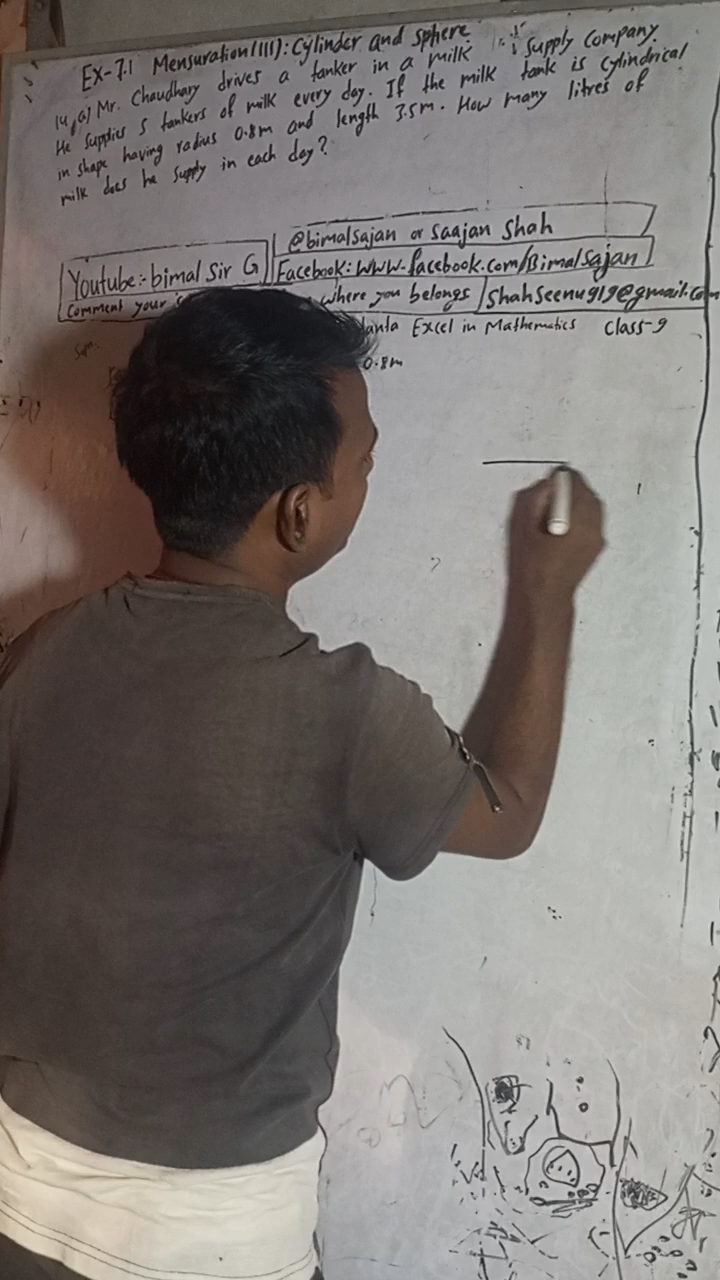 EX-7.1 Mensuration(III): Cylinder and sphere
14.a) Mr. Chaudhary drives a tanker in a milk supply company.
He supplies 5 tankers of milk every day. If the milk tank is cylindrical
in shape having radius 0.8m and length 3.5m. How many litres of
milk does he supply in each day?
@bimalsajan or saajan shah
Youtube:- bimal Sir G
Facebook: WWW.facebook.com/Bimalsajan
Comment your where you belongs / Shahseenu919@gmail.com
Excel in Mathematics Class-9
0.8m